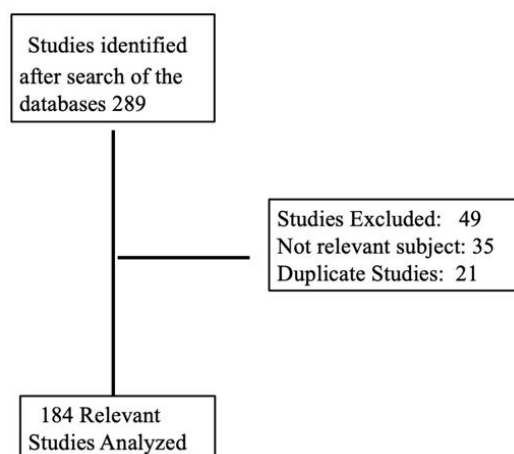 Studies identified
after search of the
databases 289
Studies Excluded: 49
Not relevant subject: 35
Duplicate Studies: 21
184 Relevant
Studies Analyzed